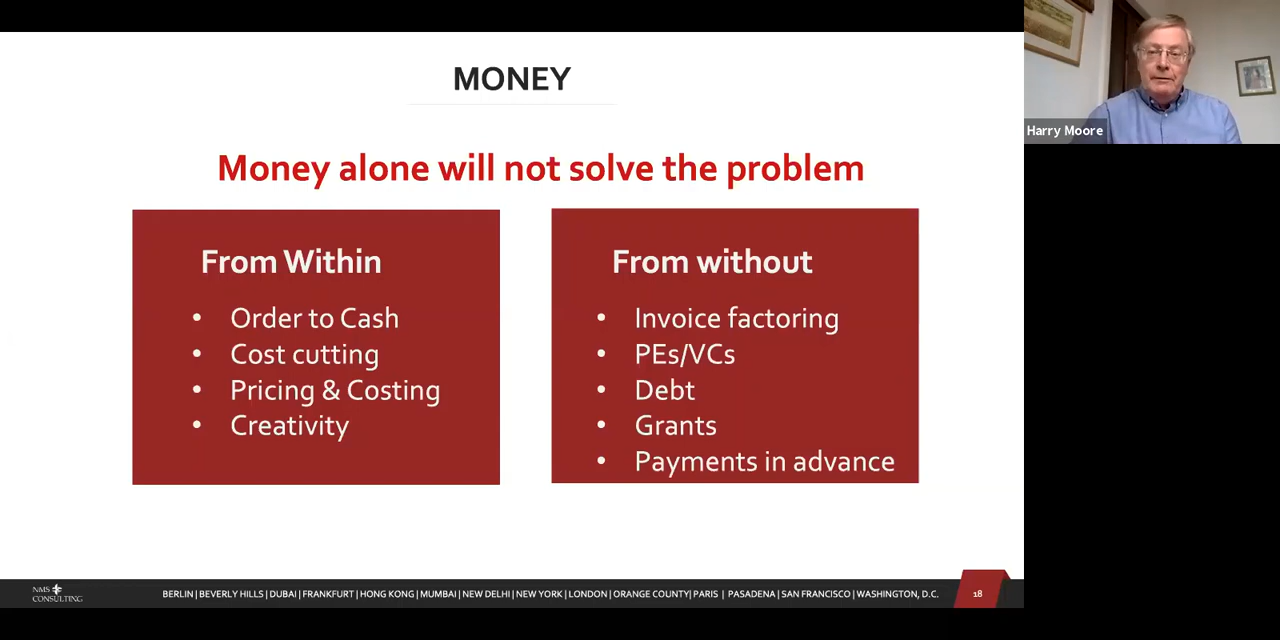 MONEY
Money alone will not solve the problem
From Within
• Order to Cash
• Cost cutting
• Pricing & Costing
• Creativity
From without
• Invoice factoring
• PEs/VCs
• Debt
• Grants
• Payments in advance
NMS
CONSULTING
BERLIN | BEVERLY HILLS | DUBAI | FRANKFURT | HONG KONG | MUMBAI | NEW DELHI | NEW YORK | LONDON | ORANGE COUNTY| PARIS | PASADENA | SAN FRANCISCO | WASHINGTON, D.C.
18
Harry Moore